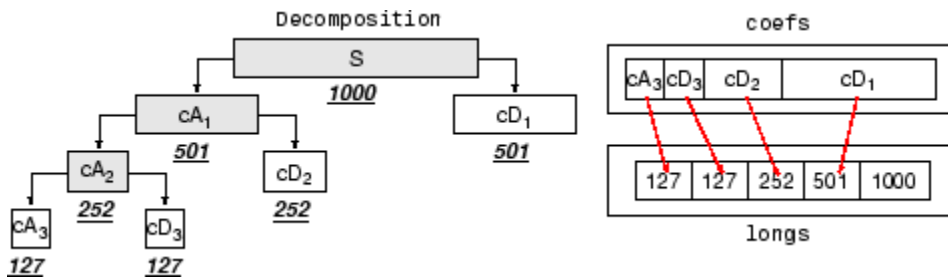 Decomposition
S
1000
cA1
501
cD1
501
cA2
252
cD2
252
cA3
127
cD3
127
coefs
cA3 cD3 cD2 cD1
127 127 252 501 1000
longs